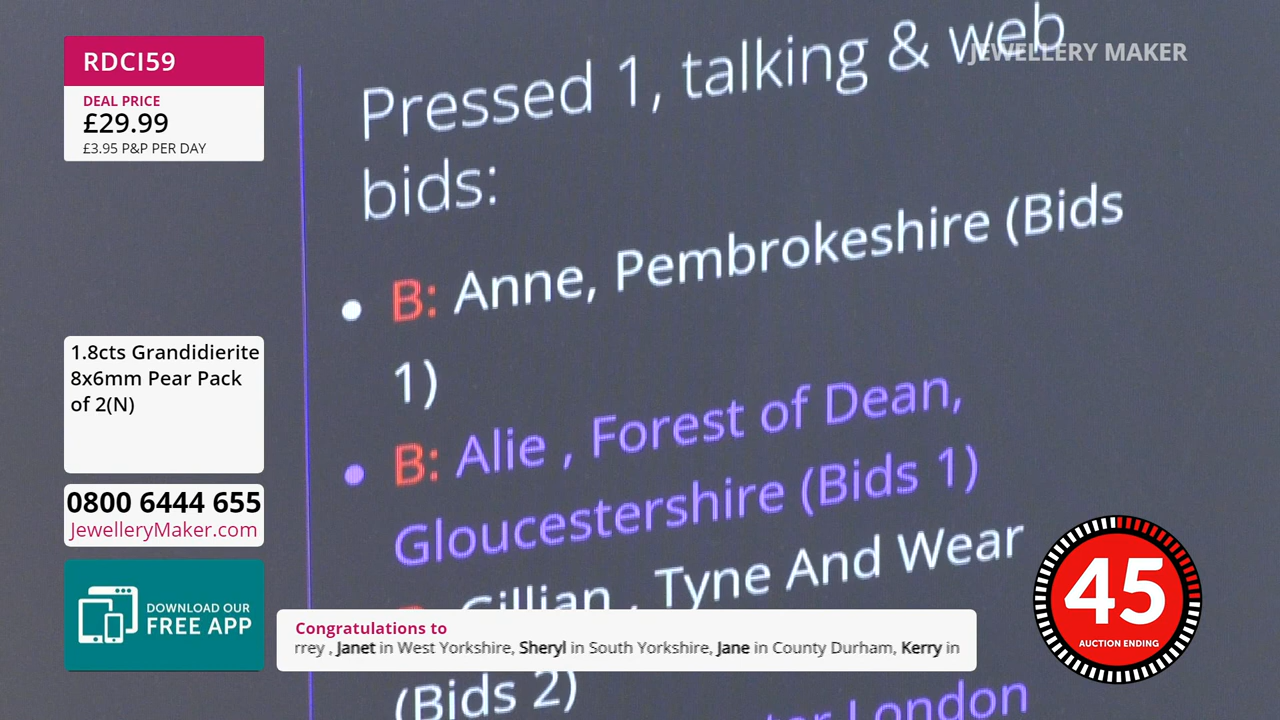 RDCI59
DEAL PRICE
£29.99
£3.95 P&P PER DAY
1.8cts Grandidierite
8x6mm Pear Pack
of 2(N)
0800 6444 655
JewelleryMaker.com
DOWNLOAD OUR
FREE APP
JEWELLERY MAKER
Pressed 1, talking & web
bids:
• B: Anne, Pembrokeshire (Bids
1)
• B: Alie , Forest of Dean,
Gloucestershire (Bids 1)
Gillian , Tyne And Wear
(Bids 2)
London
Congratulations to
rrey , Janet in West Yorkshire, Sheryl in South Yorkshire, Jane in County Durham, Kerry in
45
AUCTION ENDING